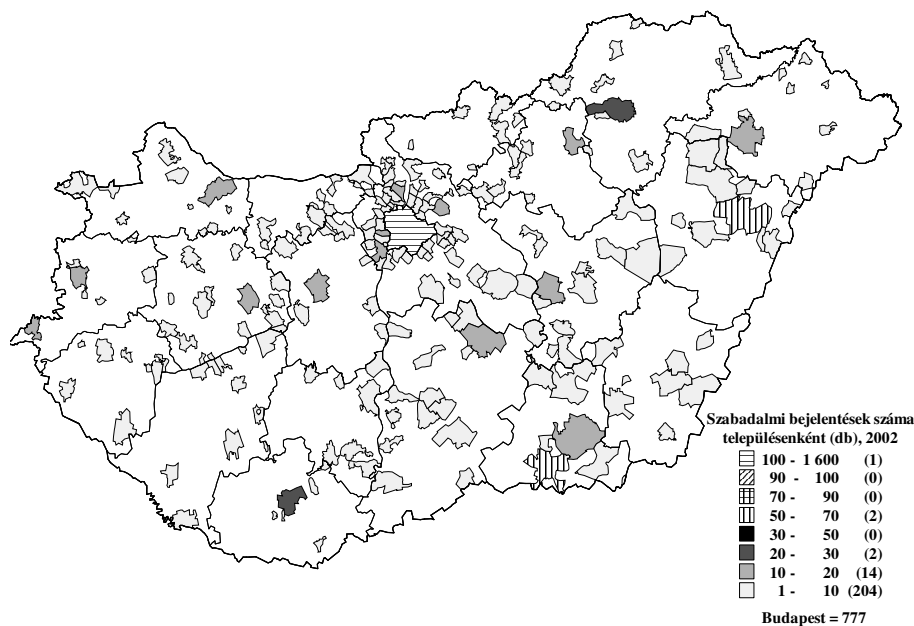 Szabadalmi bejelentések száma
településenként (db), 2002
100 - 1 600 (1)
90 - 100 (0)
70 - 90 (0)
50 - 70 (2)
30 - 50 (0)
20 - 30 (2)
10 - 20 (14)
1 - 10 (204)
Budapest = 777